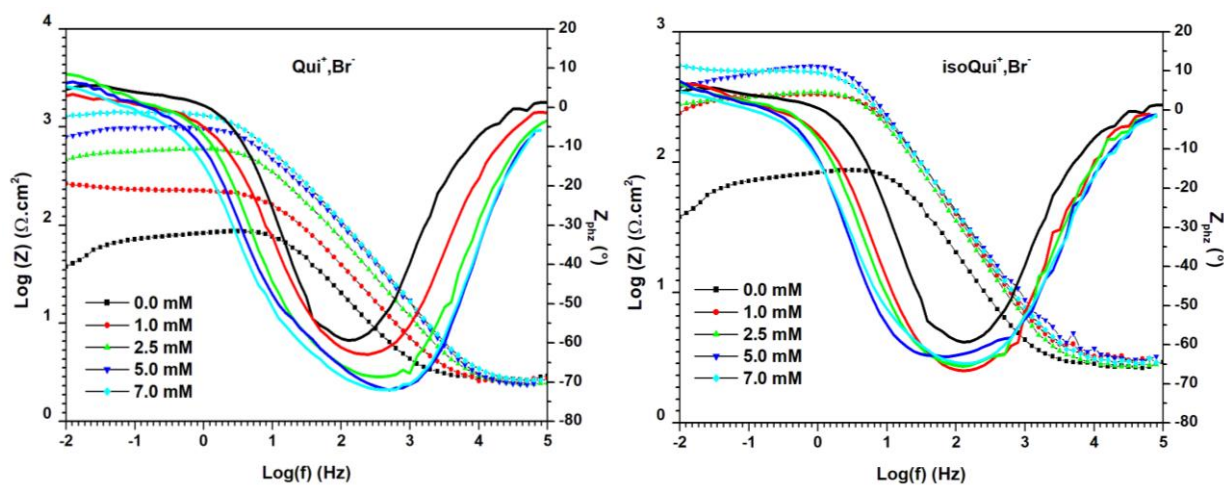 Qui⁺,Br⁻
Log (Z) (Ω.cm²)
4
3
2
1
0
20
10
0
-10
-20
-30
-40
-50
-60
-70
-80
Z_phz (°)
0.0 mM
1.0 mM
2.5 mM
5.0 mM
7.0 mM
-2 -1 0 1 2 3 4 5
Log(f) (Hz)
isoQui⁺,Br⁻
Log (Z) (Ω.cm²)
3
2
1
0
20
10
0
-10
-20
-30
-40
-50
-60
-70
-80
Z_phz (°)
0.0 mM
1.0 mM
2.5 mM
5.0 mM
7.0 mM
-2 -1 0 1 2 3 4 5
Log(f) (Hz)